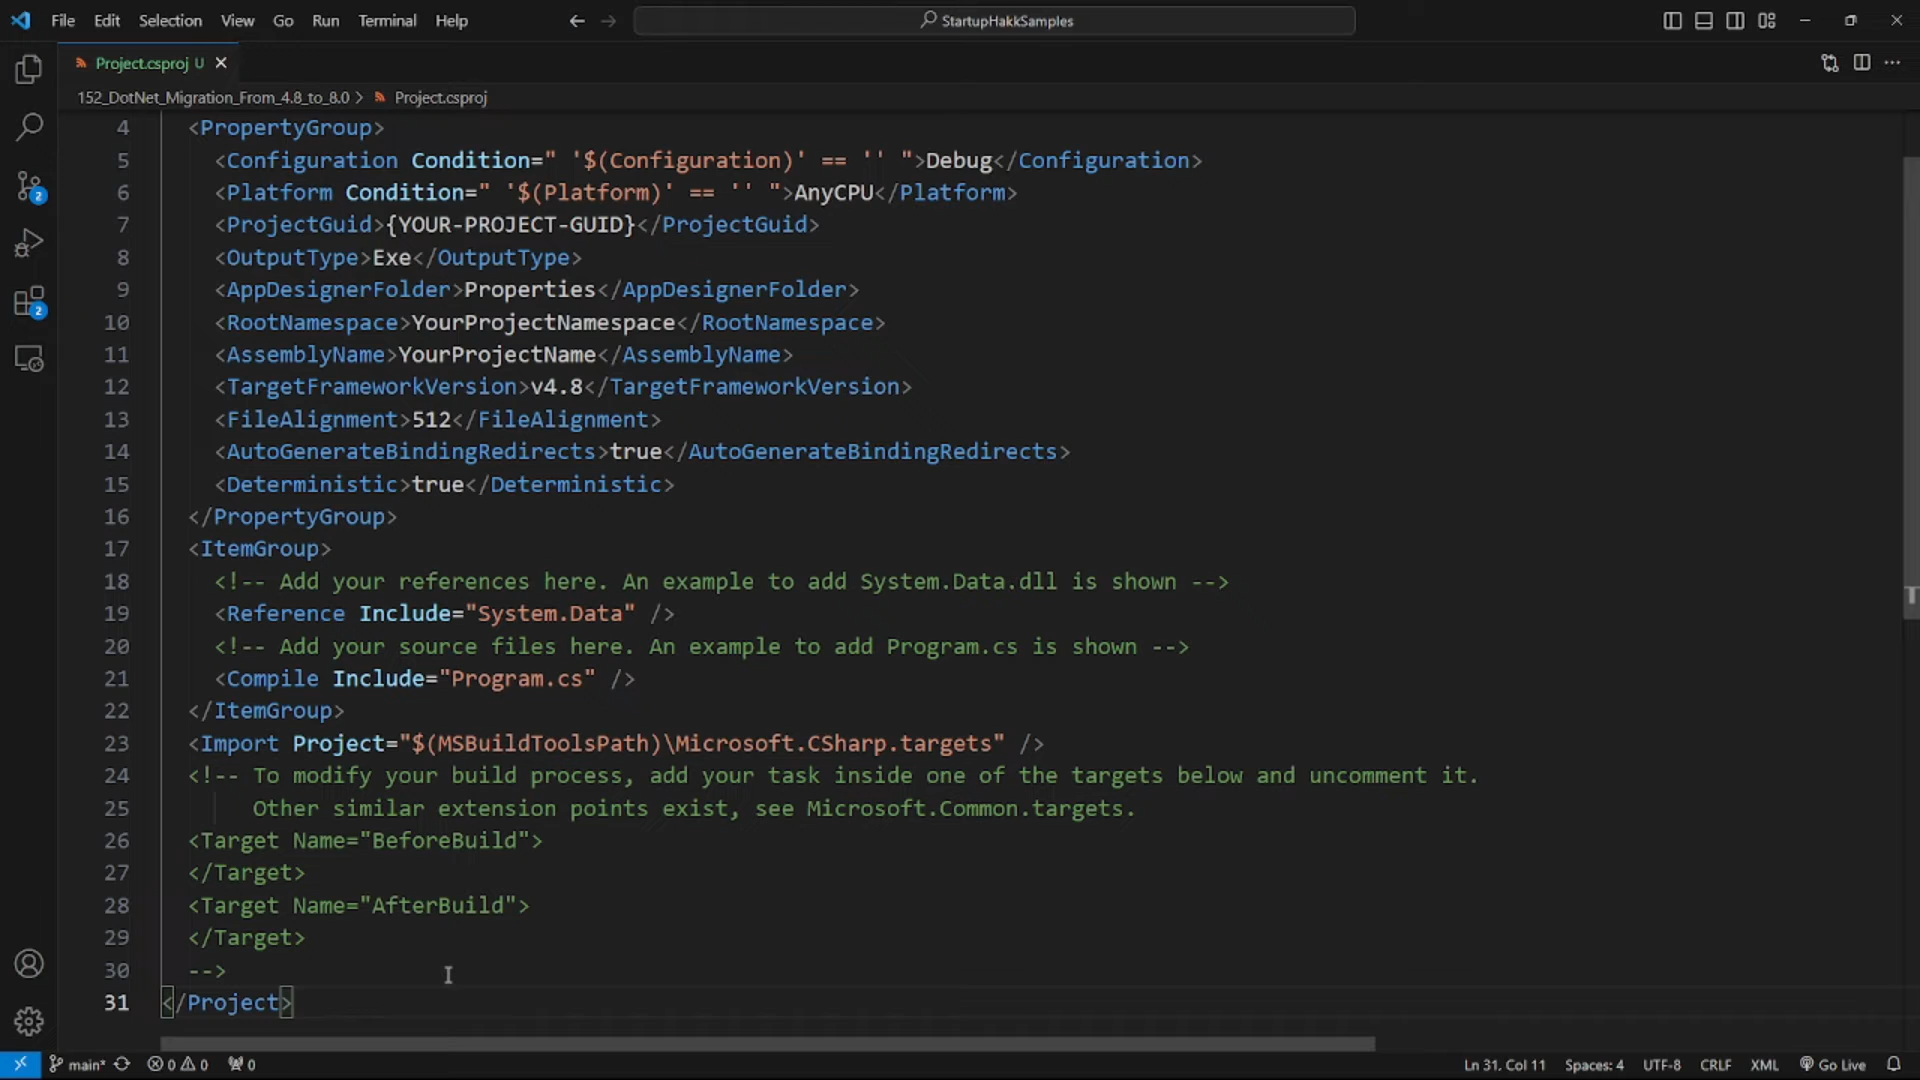 File Edit Selection View Go Run Terminal Help StartupHakkSamples
Project.csproj U
152_DotNet_Migration_From_4.8_to_8.0 > Project.csproj
4 <PropertyGroup>
5 <Configuration Condition=" '$(Configuration)' == '' ">Debug</Configuration>
6 <Platform Condition=" '$(Platform)' == '' ">AnyCPU</Platform>
7 <ProjectGuid>{YOUR-PROJECT-GUID}</ProjectGuid>
8 <OutputType>Exe</OutputType>
9 <AppDesignerFolder>Properties</AppDesignerFolder>
10 <RootNamespace>YourProjectNamespace</RootNamespace>
11 <AssemblyName>YourProjectName</AssemblyName>
12 <TargetFrameworkVersion>v4.8</TargetFrameworkVersion>
13 <FileAlignment>512</FileAlignment>
14 <AutoGenerateBindingRedirects>true</AutoGenerateBindingRedirects>
15 <Deterministic>true</Deterministic>
16 </PropertyGroup>
17 <ItemGroup>
18 <!-- Add your references here. An example to add System.Data.dll is shown -->
19 <Reference Include="System.Data" />
20 <!-- Add your source files here. An example to add Program.cs is shown -->
21 <Compile Include="Program.cs" />
22 </ItemGroup>
23 <Import Project="$(MSBuildToolsPath)\Microsoft.CSharp.targets" />
24 <!-- To modify your build process, add your task inside one of the targets below and uncomment it.
25 Other similar extension points exist, see Microsoft.Common.targets.
26 <Target Name="BeforeBuild">
27 </Target>
28 <Target Name="AfterBuild">
29 </Target>
30 -->
31 </Project>
2
2
main* 0 0 0 Ln 31, Col 11 Spaces: 4 UTF-8 CRLF XML Go Live